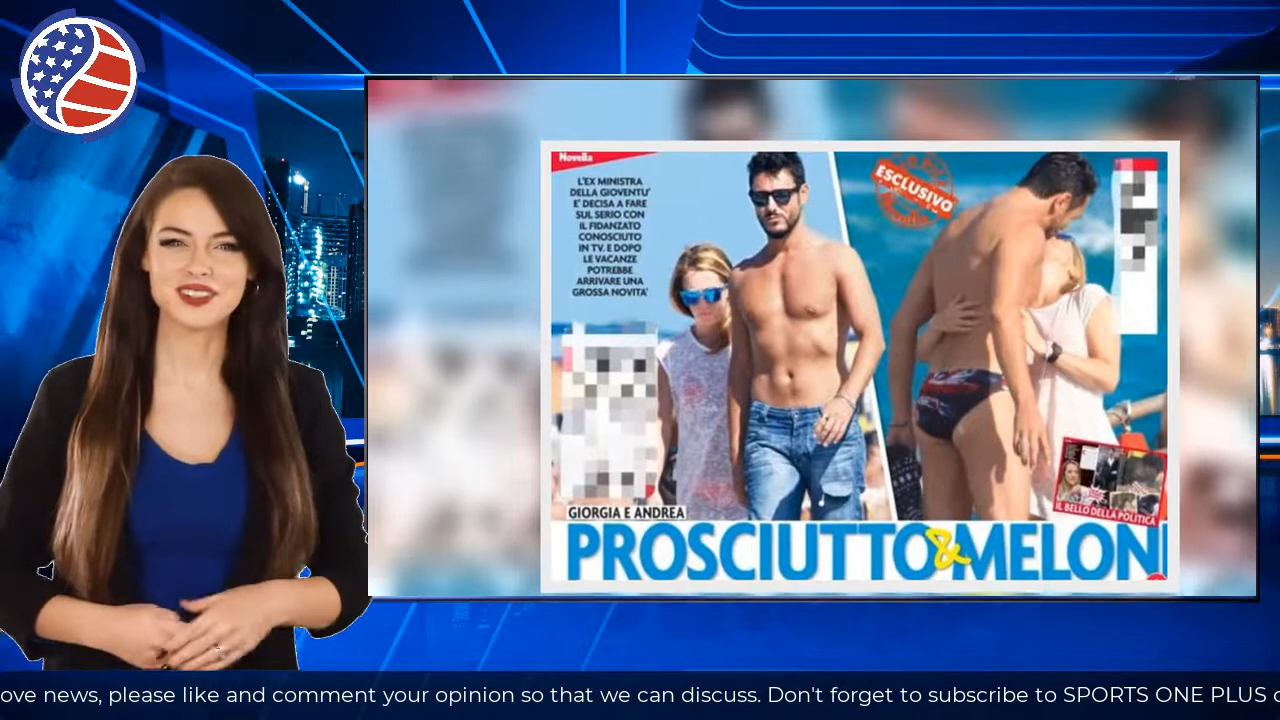 Novella
L'EX MINISTRA
DELLA GIOVENTU'
E' DECISA A FARE
SUL SERIO CON
IL FIDANZATO
CONOSCIUTO
IN TV. E DOPO
LE VACANZE
POTREBBE
ARRIVARE UNA
GROSSA NOVITA'
ESCLUSIVO
GIORGIA E ANDREA
IL BELLO DELLA POLITICA
PROSCIUTTO & MELONI
ove news, please like and comment your opinion so that we can discuss. Don't forget to subscribe to SPORTS ONE PLUS